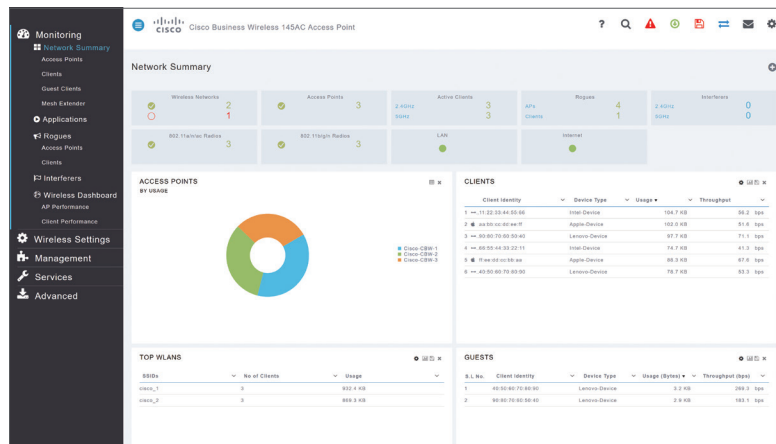 CISCO
Cisco Business Wireless 145AC Access Point
?
Monitoring
Network Summary
Access Points
Clients
Guest Clients
Mesh Extender
Applications
Rogues
Access Points
Clients
Interferers
Wireless Dashboard
AP Performance
Client Performance
Wireless Settings
Management
Services
Advanced
Network Summary
Wireless Networks
2
1
Access Points
3
Active Clients
2.4GHz 3
5GHz 3
Rogues
APs 4
Clients 1
Interferers
2.4GHz 0
5GHz 0
802.11a/n/ac Radios
3
802.11b/g/n Radios
3
LAN
Internet
ACCESS POINTS
BY USAGE
Cisco-CBW-1
Cisco-CBW-2
Cisco-CBW-3
CLIENTS
Client Identity Device Type Usage Throughput
1 11:22:33:44:55:66 Intel-Device 104.7 KB 56.2 bps
2 aa:bb:cc:dd:ee:ff Apple-Device 102.0 KB 51.6 bps
3 90:80:70:60:50:40 Lenovo-Device 97.7 KB 71.1 bps
4 66:55:44:33:22:11 Intel-Device 74.7 KB 41.3 bps
5 ff:ee:dd:cc:bb:aa Apple-Device KB bps
6 40:50:60:70:80:90 Lenovo-Device 78.7 KB 53.3 bps
TOP WLANS
SSIDs No of Clients Usage
cisco_1 3 932.4 KB
cisco_2 3 869.3 KB
GUESTS
S.L No. Client Identity Device Type Usage (Bytes) Throughput (bps)
1 40:50:60:70:80:90 Lenovo-Device 3.2 KB 269.3 bps
2 90:80:70:60:50:40 Lenovo-Device 2.9 KB 183.1 bps